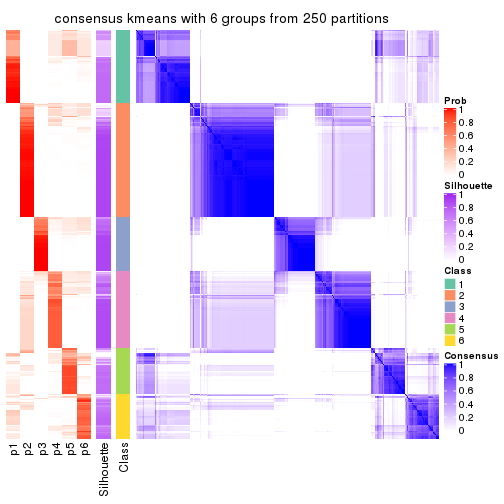 consensus kmeans with 6 groups from 250 partitions
Prob
1
0.8
0.6
0.4
0.2
0
Silhouette
1
0.8
0.6
0.4
0.2
0
Class
1
2
3
4
5
6
Consensus
1
0.8
0.6
0.4
0.2
0
p1
p2
p3
p4
p5
p6
Silhouette
Class